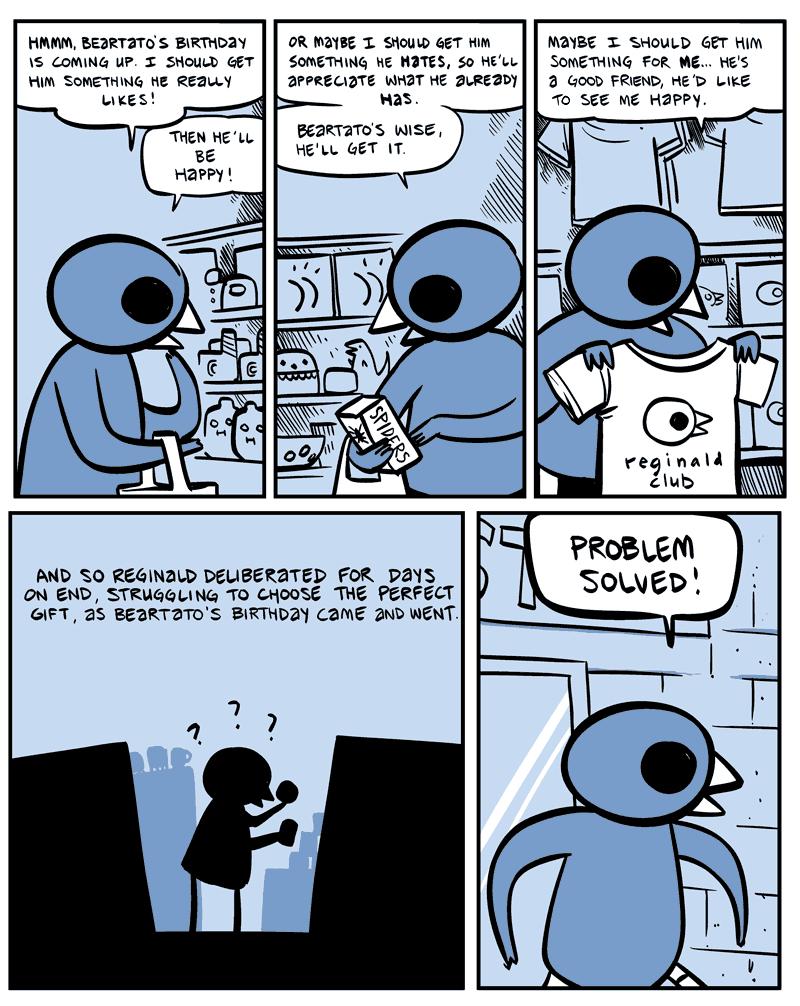 HMMM, BEARTATO'S BIRTHDAY
IS COMING UP. I SHOULD GET
HIM SOMETHING HE REALLY
LIKES!
THEN HE'LL
BE
HAPPY!
OR MAYBE I SHOULD GET HIM
SOMETHING HE HATES, SO HE'LL
APPRECIATE WHAT HE ALREADY
HAS.
BEARTATO'S WISE,
HE'LL GET IT.
SPIDERS
MAYBE I SHOULD GET HIM
SOMETHING FOR ME... HE'S
A GOOD FRIEND, HE'D LIKE
TO SEE ME HAPPY.
reginald
club
AND SO REGINALD DELIBERATED FOR DAYS
ON END, STRUGGLING TO CHOOSE THE PERFECT
GIFT, AS BEARTATO'S BIRTHDAY CAME AND WENT.
? ? ?
PROBLEM
SOLVED!